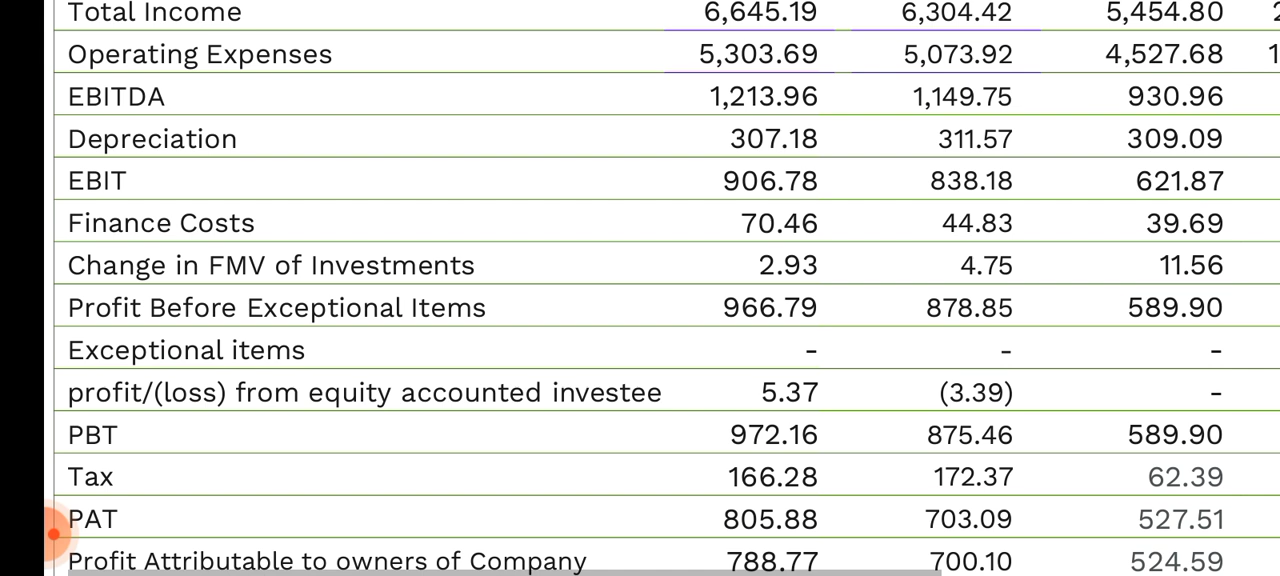 Total Income 6,645.19 6,304.42 5,454.80 2
Operating Expenses 5,303.69 5,073.92 4,527.68 1
EBITDA 1,213.96 1,149.75 930.96
Depreciation 307.18 311.57 309.09
EBIT 906.78 838.18 621.87
Finance Costs 70.46 44.83 39.69
Change in FMV of Investments 2.93 4.75 11.56
Profit Before Exceptional Items 966.79 878.85 589.90
Exceptional items - - -
profit/(loss) from equity accounted investee 5.37 (3.39) -
PBT 972.16 875.46 589.90
Tax 166.28 172.37 62.39
PAT 805.88 703.09 527.51
Profit Attributable to owners of Company 788.77 700.10 524.59